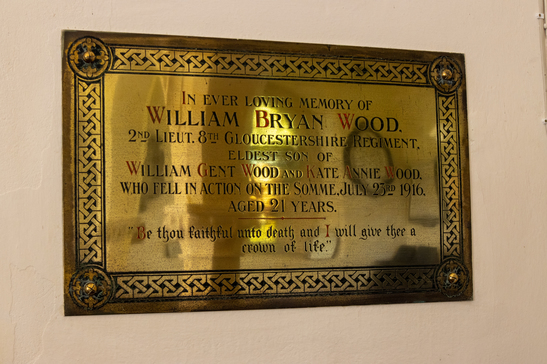 IN EVER LOVING MEMORY OF
WILLIAM BRYAN WOOD.
2ND LIEUT. 8TH GLOUCESTERSHIRE REGIMENT,
ELDEST SON OF
WILLIAM GENT WOOD AND KATE ANNIE WOOD.
WHO FELL IN ACTION ON THE SOMME, JULY 23RD 1916.
AGED 21 YEARS.
"Be thou faithful unto death and I will give thee a
crown of life."